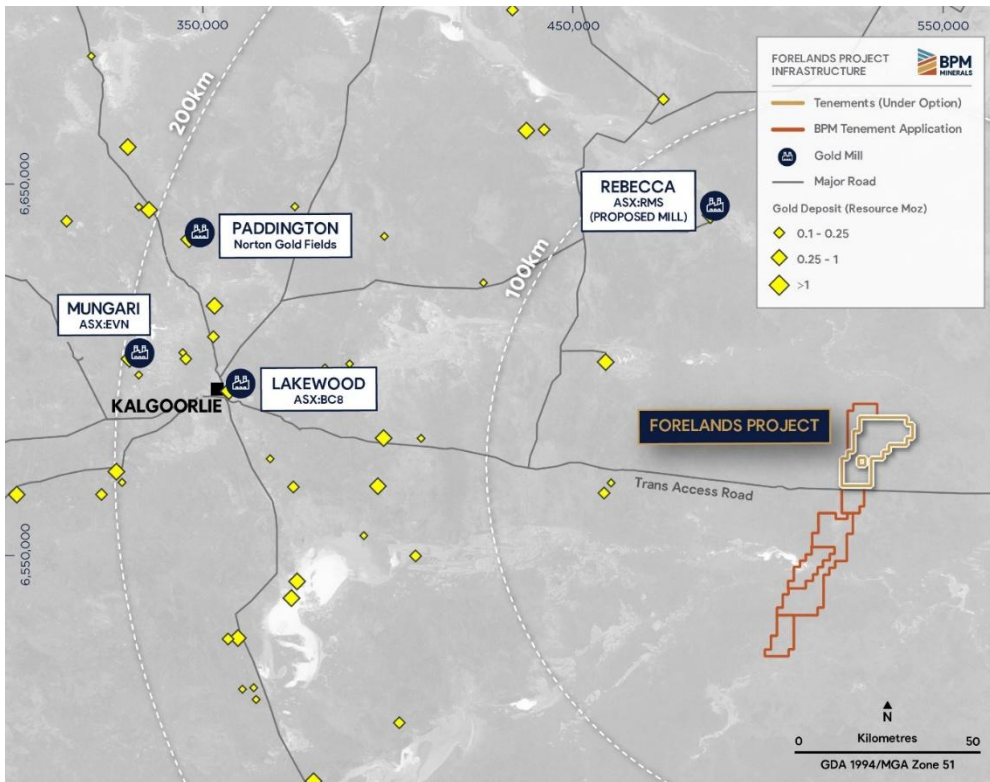 350,000
450,000
550,000
6,650,000
6,550,000
200km
100km
FORELANDS PROJECT
INFRASTRUCTURE
BPM
MINERALS
Tenements (Under Option)
BPM Tenement Application
Gold Mill
Major Road
Gold Deposit (Resource Moz)
0.1 - 0.25
0.25 - 1
>1
REBECCA
ASX:RMS
(PROPOSED MILL)
PADDINGTON
Norton Gold Fields
MUNGARI
ASX:EVN
LAKEWOOD
ASX:BC8
KALGOORLIE
FORELANDS PROJECT
Trans Access Road
N
Kilometres
0
50
GDA 1994/MGA Zone 51